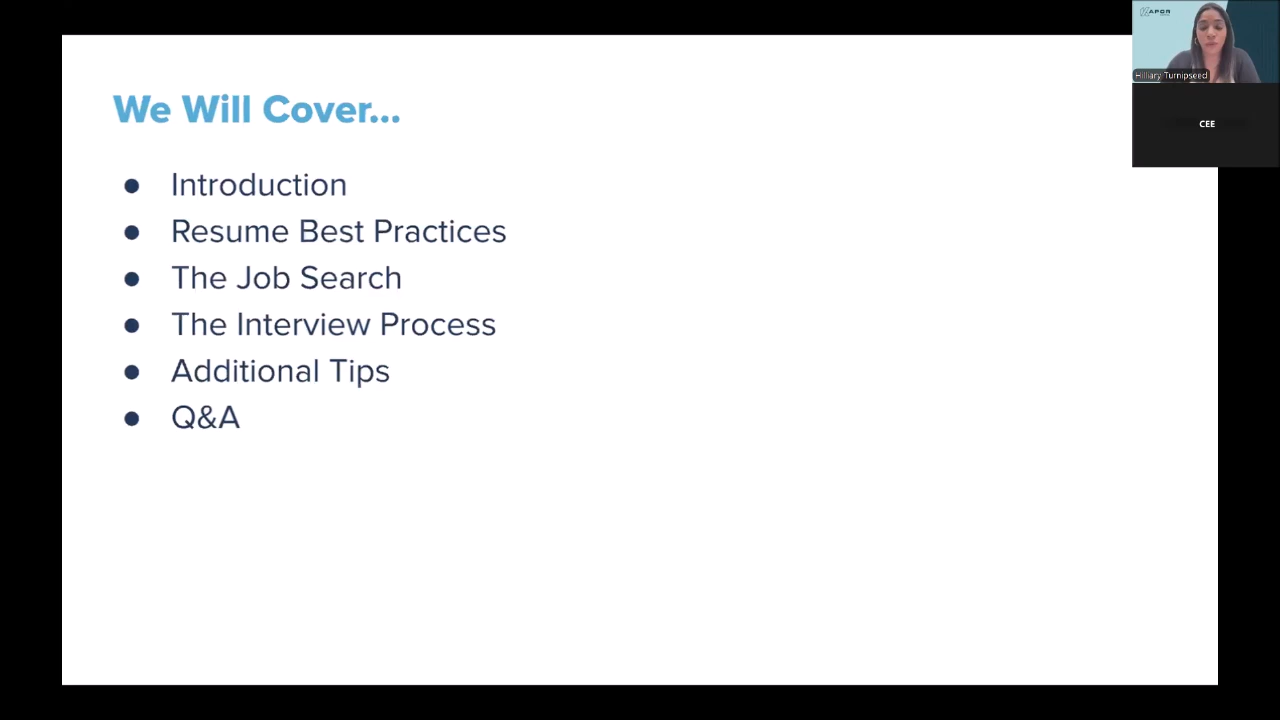 We Will Cover...
● Introduction
● Resume Best Practices
● The Job Search
● The Interview Process
● Additional Tips
● Q&A
Hilliary Turnipseed
CEE